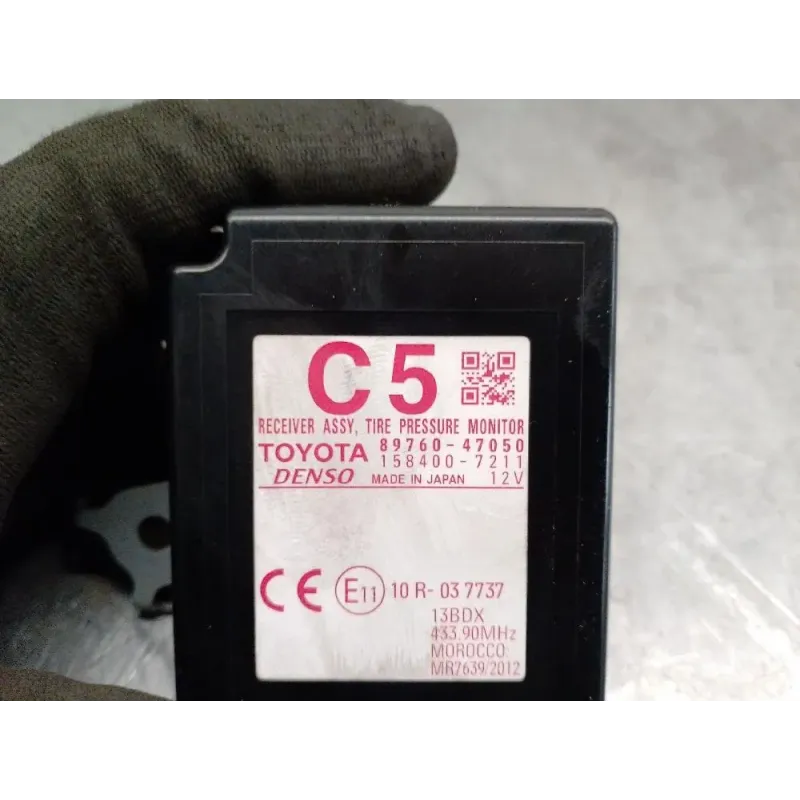 C5
RECEIVER ASSY, TIRE PRESSURE MONITOR
TOYOTA 89760-47050
158400-7211
DENSO MADE IN JAPAN 12V
CE E11 10 R- 03 7737
13BDX
433.90MHz
MOROCCO
MR7639/2012